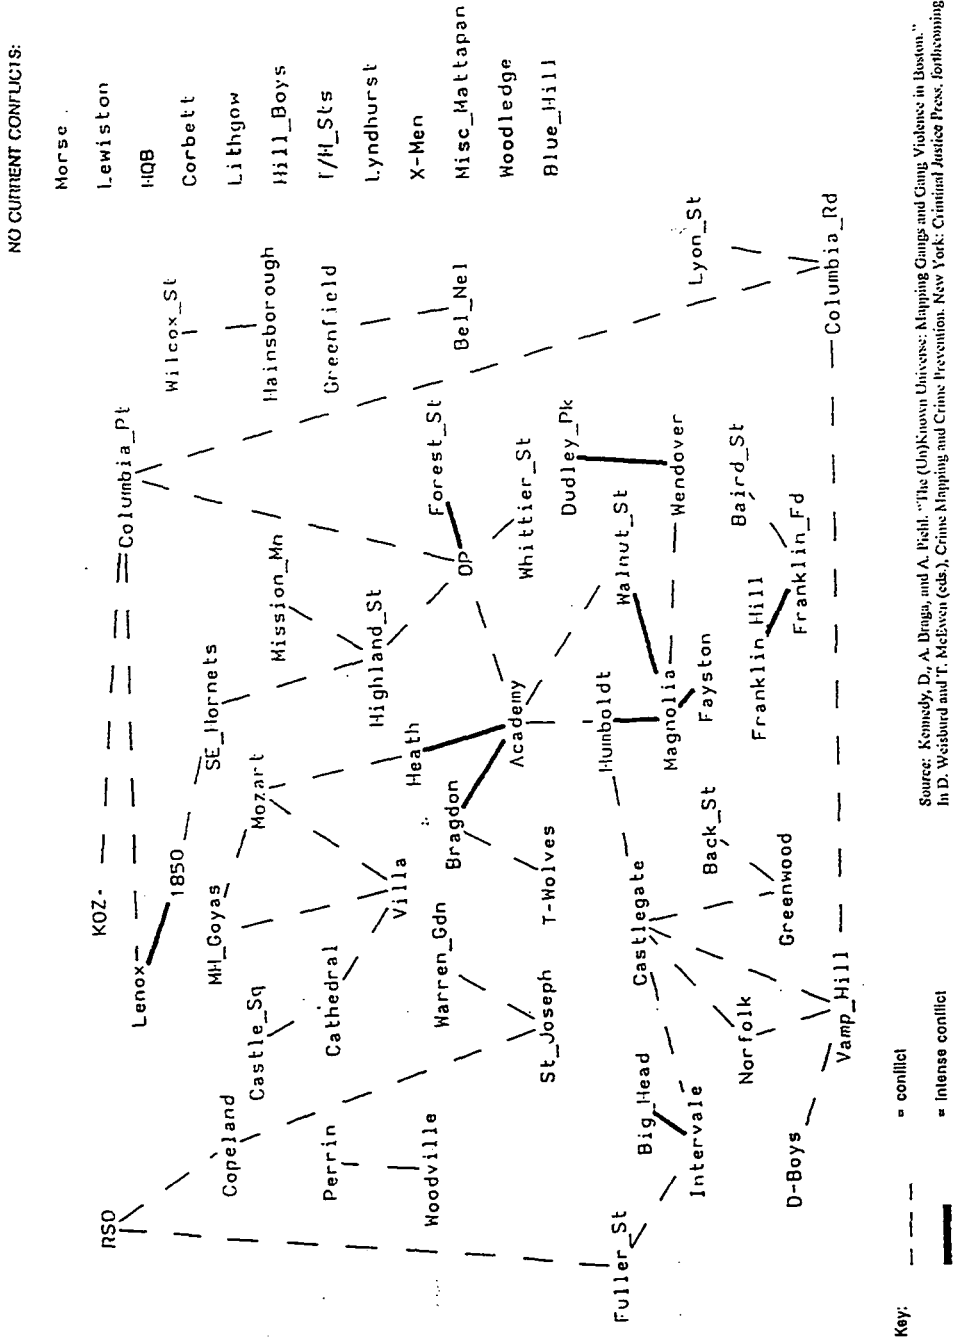 NO CURRENT CONFLICTS:
Morse
Lewiston
HQB
Corbett
Lithgow
Hill_Boys
T/H_Sts
Lyndhurst
X-Men
Misc_Mattapan
Woodledge
Blue_Hill
KOZ
Columbia_Pt
Lenox
1850
SE_Hornets
Wilcox_St
RSO
MH_Goyas
Mozart
Mission_Mn
Hainsborough
Copeland
Castle_Sq
Highland_St
Greenfield
Perrin
Cathedral
Villa
Heath
Forest_St
Woodville
Warren_Gdn
Bragdon
OP
Bel_Nel
Academy
Whittier_St
St_Joseph
T-Wolves
Dudley_Pk
Fuller_St
Big_Head
Castlegate
Humboldt
Walnut_St
Magnolia
Wendover
Lyon_St
Intervale
Back_St
Fayston
Baird_St
Norfolk
Greenwood
Franklin_Hill
Franklin_Fd
D-Boys
Vamp_Hill
Columbia_Rd
Key:
= conflict
= Intense conflict
Source: Kennedy, D., A. Braga, and A. Piehl. "The (Un)Known Universe: Mapping Gangs and Gang Violence in Boston."
In D. Weisburd and T. McEwen (eds.), Crime Mapping and Crime Prevention. New York: Criminal Justice Press, forthcoming